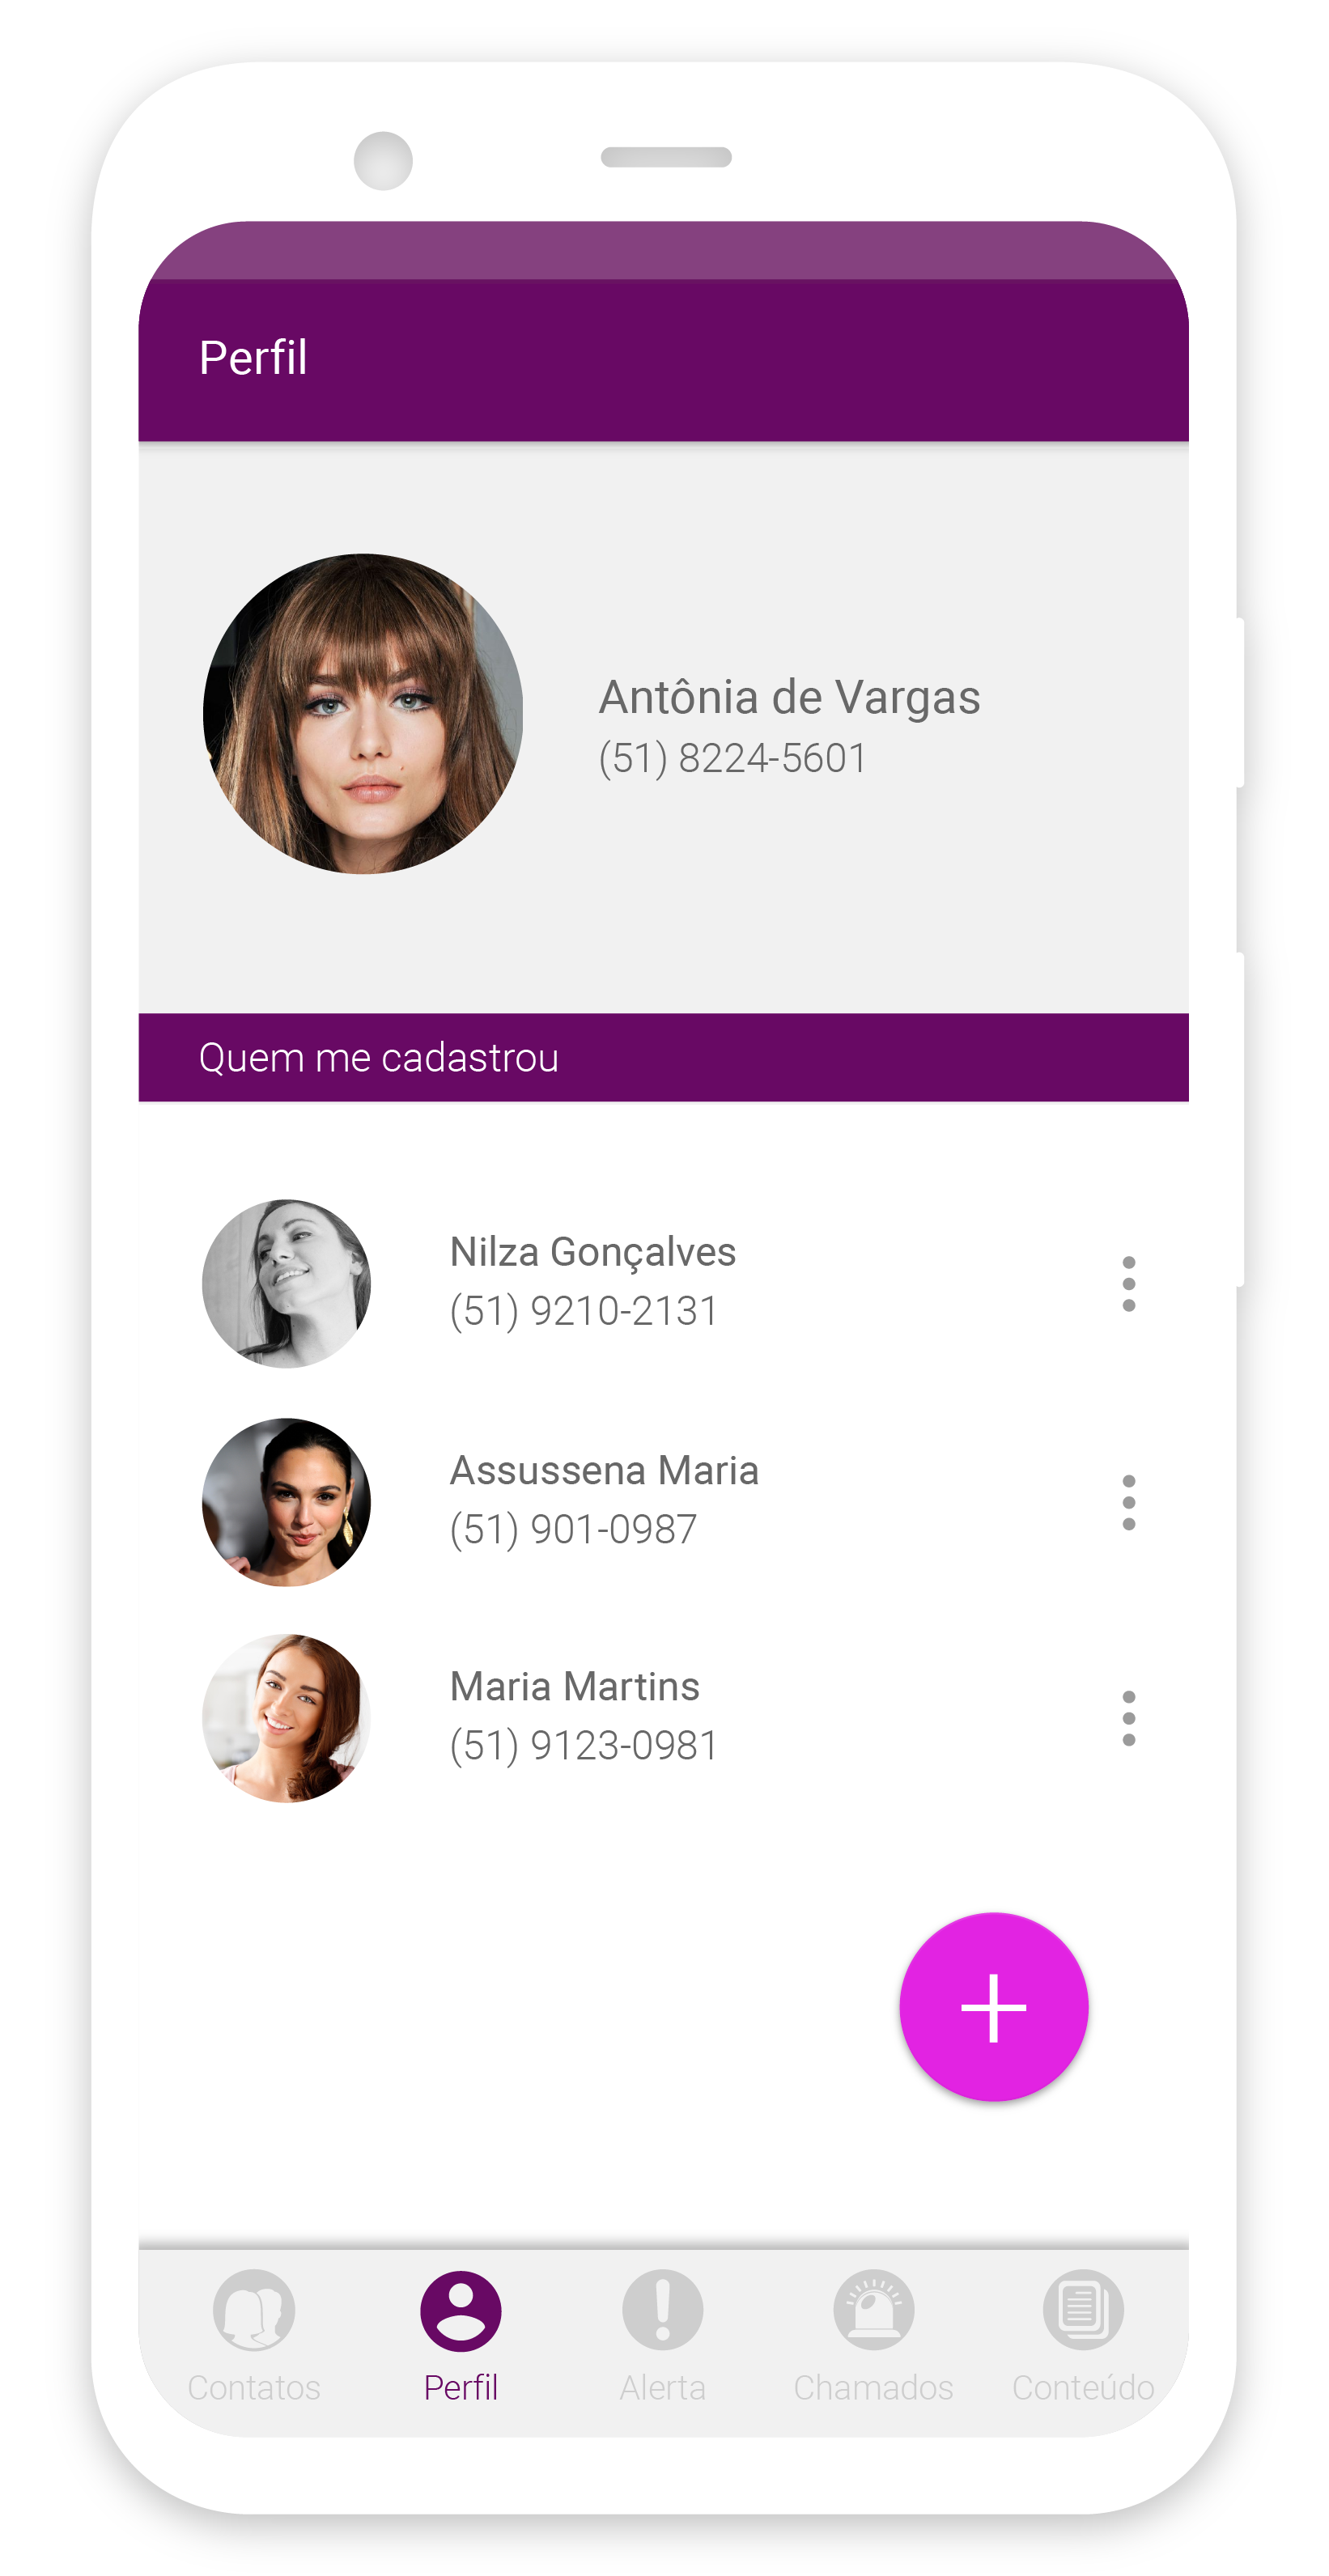 Perfil
Antônia de Vargas
(51) 8224-5601
Quem me cadastrou
Nilza Gonçalves
(51) 9210-2131
Assussena Maria
(51) 901-0987
Maria Martins
(51) 9123-0981
Contatos
Perfil
Alerta
Chamados
Conteúdo